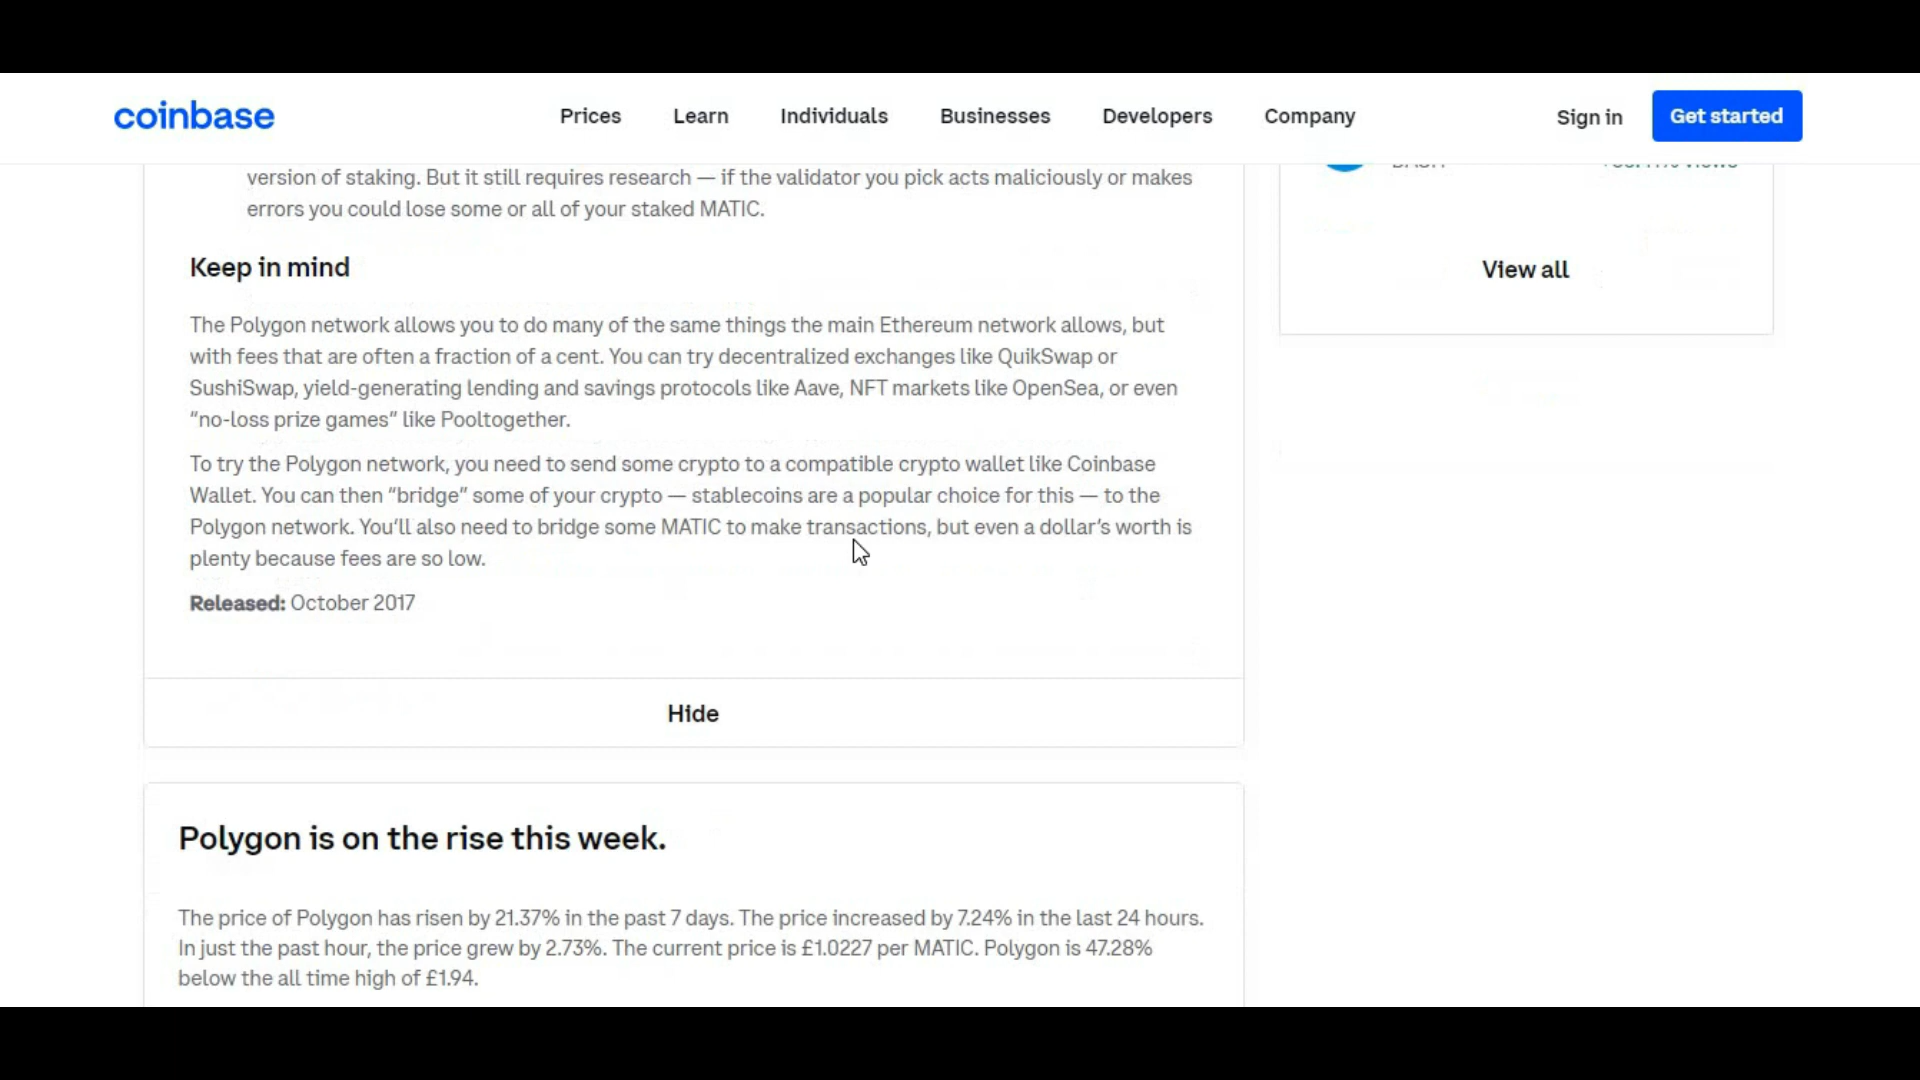 coinbase
Prices
Learn
Individuals
Businesses
Developers
Company
Sign in
Get started
version of staking. But it still requires research — if the validator you pick acts maliciously or makes
errors you could lose some or all of your staked MATIC.
Keep in mind
The Polygon network allows you to do many of the same things the main Ethereum network allows, but
with fees that are often a fraction of a cent. You can try decentralized exchanges like QuikSwap or
SushiSwap, yield-generating lending and savings protocols like Aave, NFT markets like OpenSea, or even
“no-loss prize games” like Pooltogether.
To try the Polygon network, you need to send some crypto to a compatible crypto wallet like Coinbase
Wallet. You can then “bridge” some of your crypto — stablecoins are a popular choice for this — to the
Polygon network. You’ll also need to bridge some MATIC to make transactions, but even a dollar’s worth is
plenty because fees are so low.
Released: October 2017
Hide
Polygon is on the rise this week.
The price of Polygon has risen by 21.37% in the past 7 days. The price increased by 7.24% in the last 24 hours.
In just the past hour, the price grew by 2.73%. The current price is £1.0227 per MATIC. Polygon is 47.28%
below the all time high of £1.94.
View all